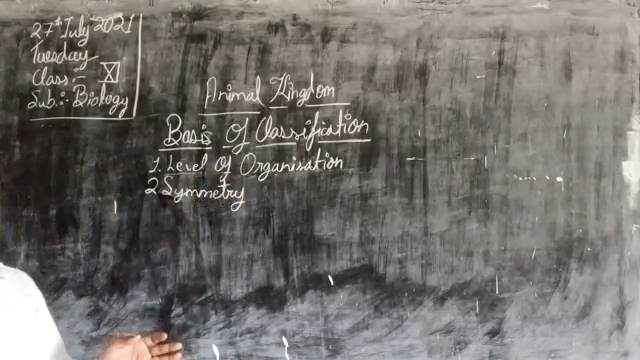 27th July 2021
Tuesday
Class:- XI
Sub:- Biology
Animal Kingdom
Basis Of Classification
1. Level Of Organisation
2. Symmetry